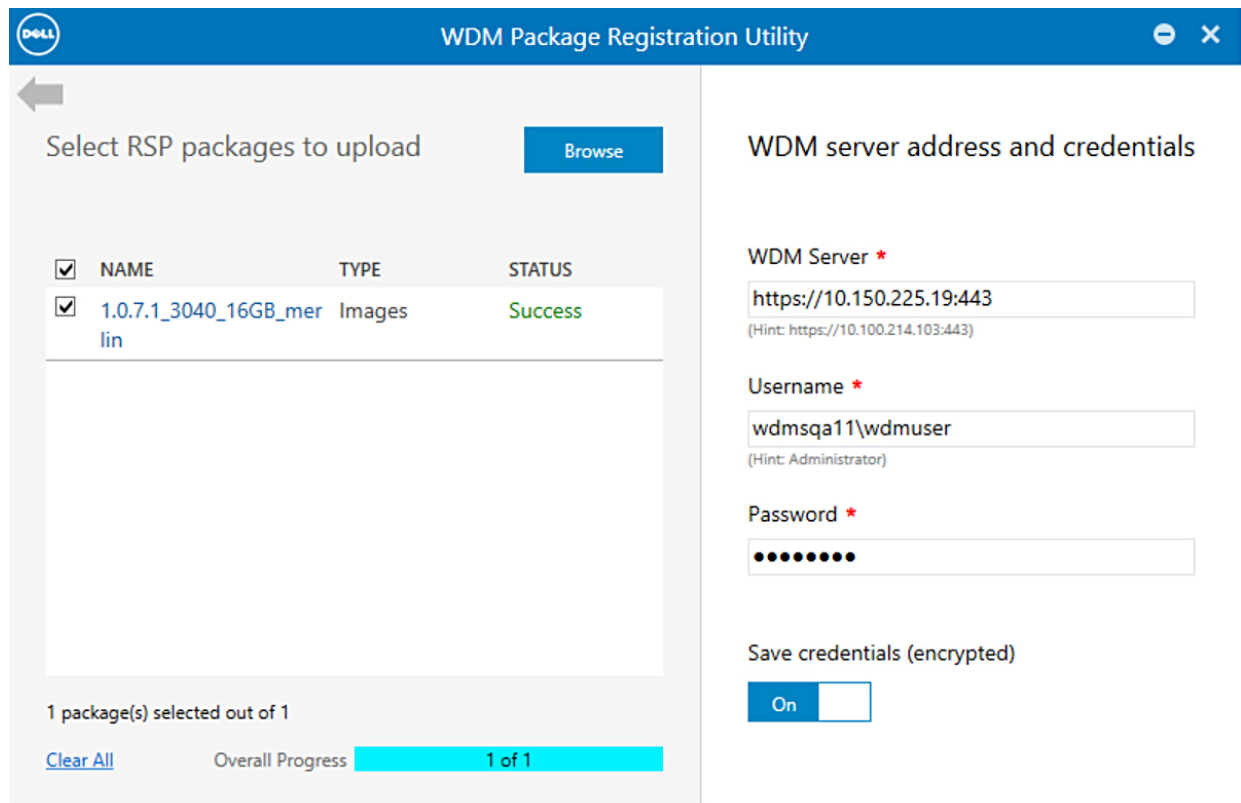 DELL
WDM Package Registration Utility
Select RSP packages to upload
Browse
NAME TYPE STATUS
1.0.7.1_3040_16GB_mer Images Success
lin
1 package(s) selected out of 1
Clear All Overall Progress 1 of 1
WDM server address and credentials
WDM Server *
https://10.150.225.19:443
(Hint: https://10.100.214.103:443)
Username *
wdmsqa11\wdmuser
(Hint: Administrator)
Password *
••••••••
Save credentials (encrypted)
On